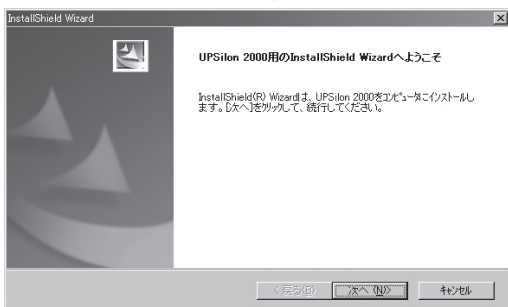 InstallShield Wizard
UPSilon 2000用のInstallShield Wizardへようこそ
InstallShield(R) Wizardは、UPSilon 2000をコンピュータにインストールし
ます。[次へ]をクリックして、続行してください。
< 戻る(B)
次へ(N)>
キャンセル